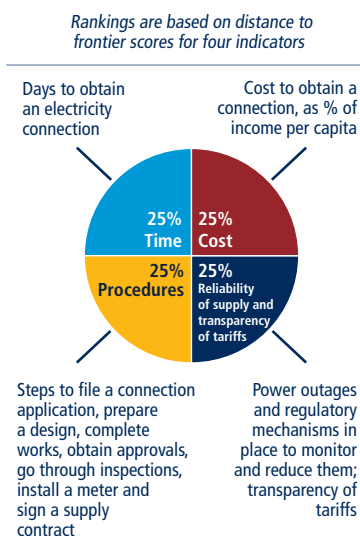 Rankings are based on distance to
frontier scores for four indicators
Days to obtain
an electricity
connection
Cost to obtain a
connection, as % of
income per capita
25%
Time
25%
Cost
25%
Procedures
25%
Reliability
of supply and
transparency
of tariffs
Steps to file a connection
application, prepare
a design, complete
works, obtain approvals,
go through inspections,
install a meter and
sign a supply
contract
Power outages
and regulatory
mechanisms in
place to monitor
and reduce them;
transparency of
tariffs